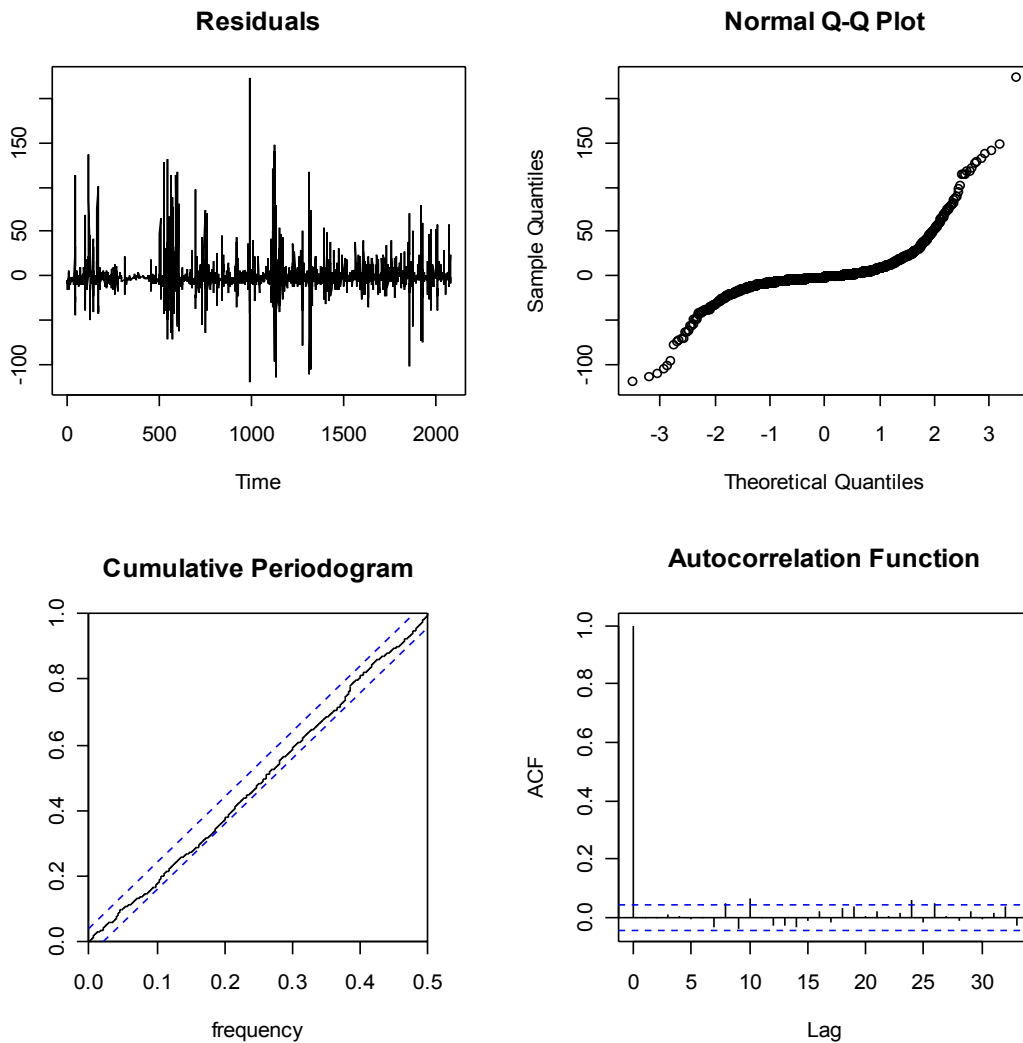 Residuals
150
50
0
-100
0 500 1000 1500 2000
Time
Normal Q-Q Plot
Sample Quantiles
150
50
0
-100
-3 -2 -1 0 1 2 3
Theoretical Quantiles
Cumulative Periodogram
1.0
0.8
0.6
0.4
0.2
0.0
0.0 0.1 0.2 0.3 0.4 0.5
frequency
Autocorrelation Function
ACF
1.0
0.8
0.6
0.4
0.2
0.0
0 5 10 15 20 25 30
Lag